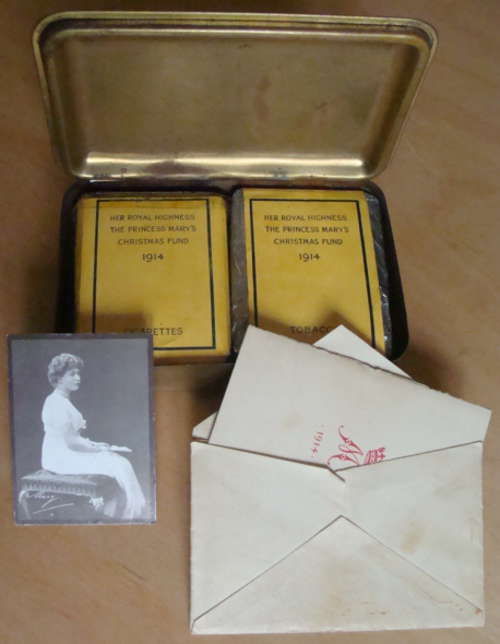 HER ROYAL HIGHNESS
THE PRINCESS MARY'S
CHRISTMAS FUND
1914
CIGARETTES
HER ROYAL HIGHNESS
THE PRINCESS MARY'S
CHRISTMAS FUND
1914
TOBACCO
Mary
M
·1914·